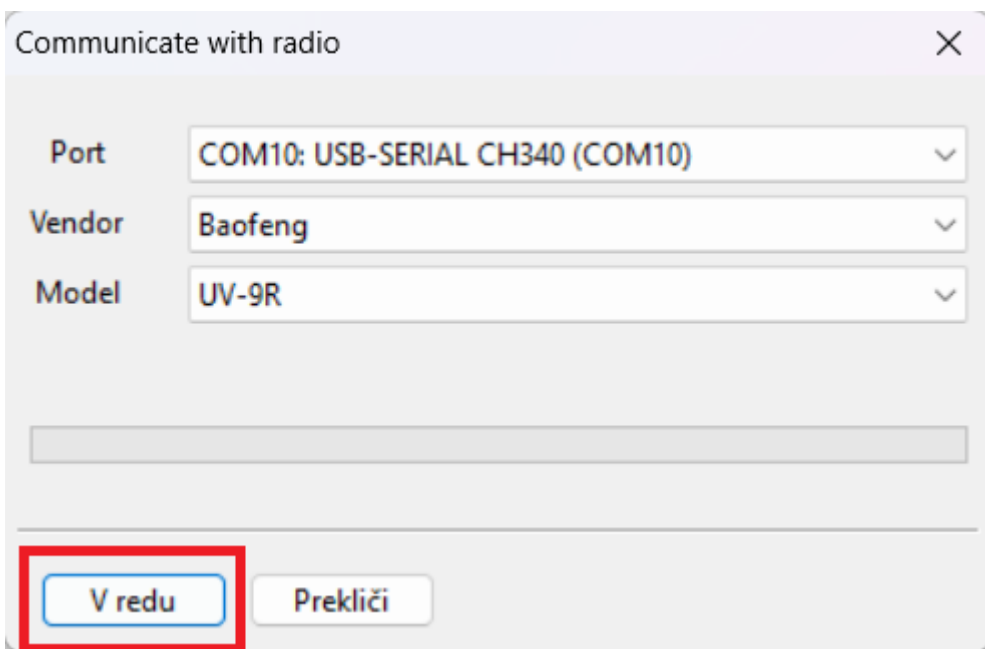 Communicate with radio
Port COM10: USB-SERIAL CH340 (COM10)
Vendor Baofeng
Model UV-9R
V redu Prekliči